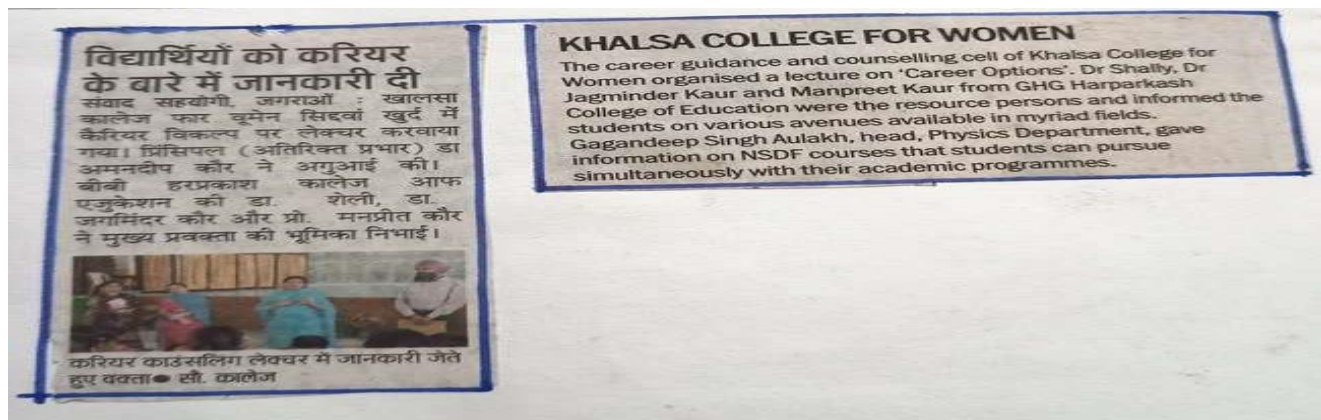 विद्यार्थियों को करियर
के बारे में जानकारी दी
संवाद सहयोगी, जगराओं : खालसा
कालेज फार वूमेन सिद्दवां खुर्द में
कैरियर विकल्प पर लेक्चर करवाया
गया। प्रिंसिपल (अतिरिक्त प्रभार) डा
अमनदीप कौर ने अगुआई की।
बीबी हरप्रकाश कालेज आफ
एजुकेशन की डा. शैली, डा.
जगमिंदर कौर और प्रो. मनप्रीत कौर
ने मुख्य प्रवक्ता की भूमिका निभाई।
करियर काउंसलिंग लेक्चर में जानकारी जेते
हुए वक्ता● सौ. कालेज
KHALSA COLLEGE FOR WOMEN
The career guidance and counselling cell of Khalsa College for
Women organised a lecture on 'Career Options'. Dr Shally, Dr
Jagminder Kaur and Manpreet Kaur from GHG Harparkash
College of Education were the resource persons and informed the
students on various avenues available in myriad fields.
Gagandeep Singh Aulakh, head, Physics Department, gave
information on NSDF courses that students can pursue
simultaneously with their academic programmes.